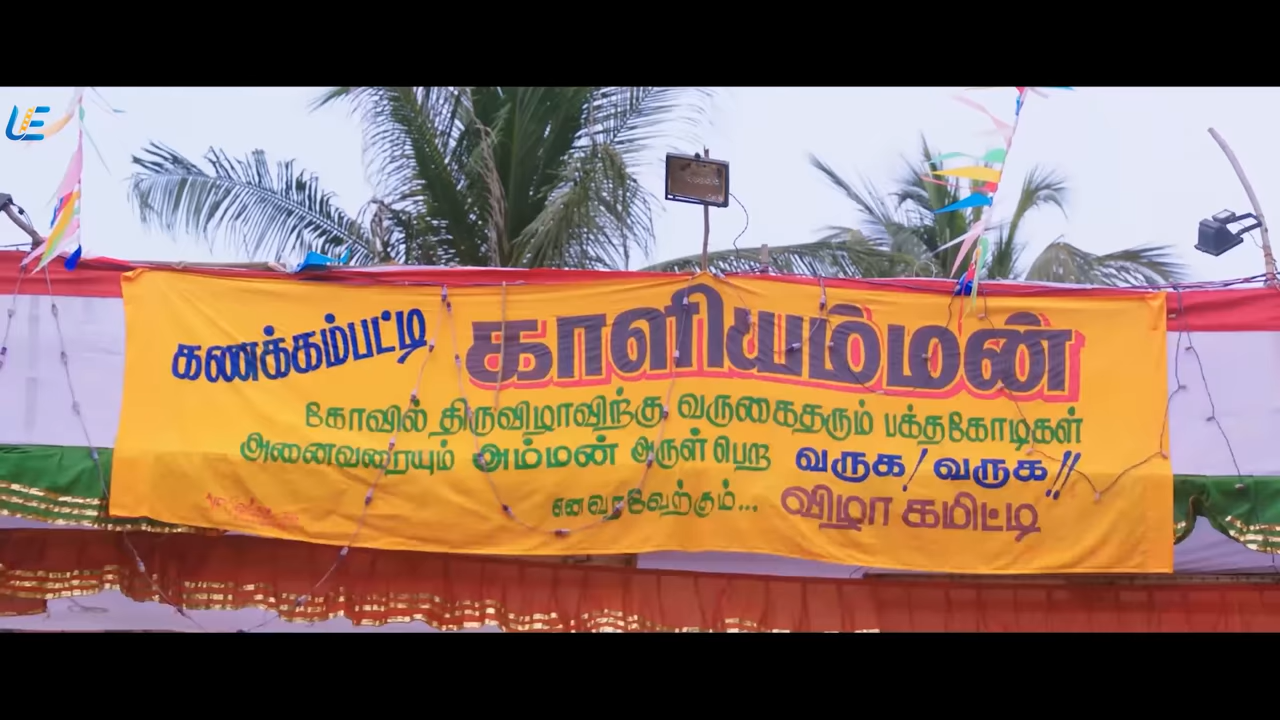 UE
கணக்கம்பட்டி காளியம்மன்
கோவில் திருவிழாவிற்கு வருகைதரும் பக்தகோடிகள்
அனைவரையும் அம்மன் அருள் பெற வருக! வருக!!
எனவரவேற்கும்... விழா கமிட்டி